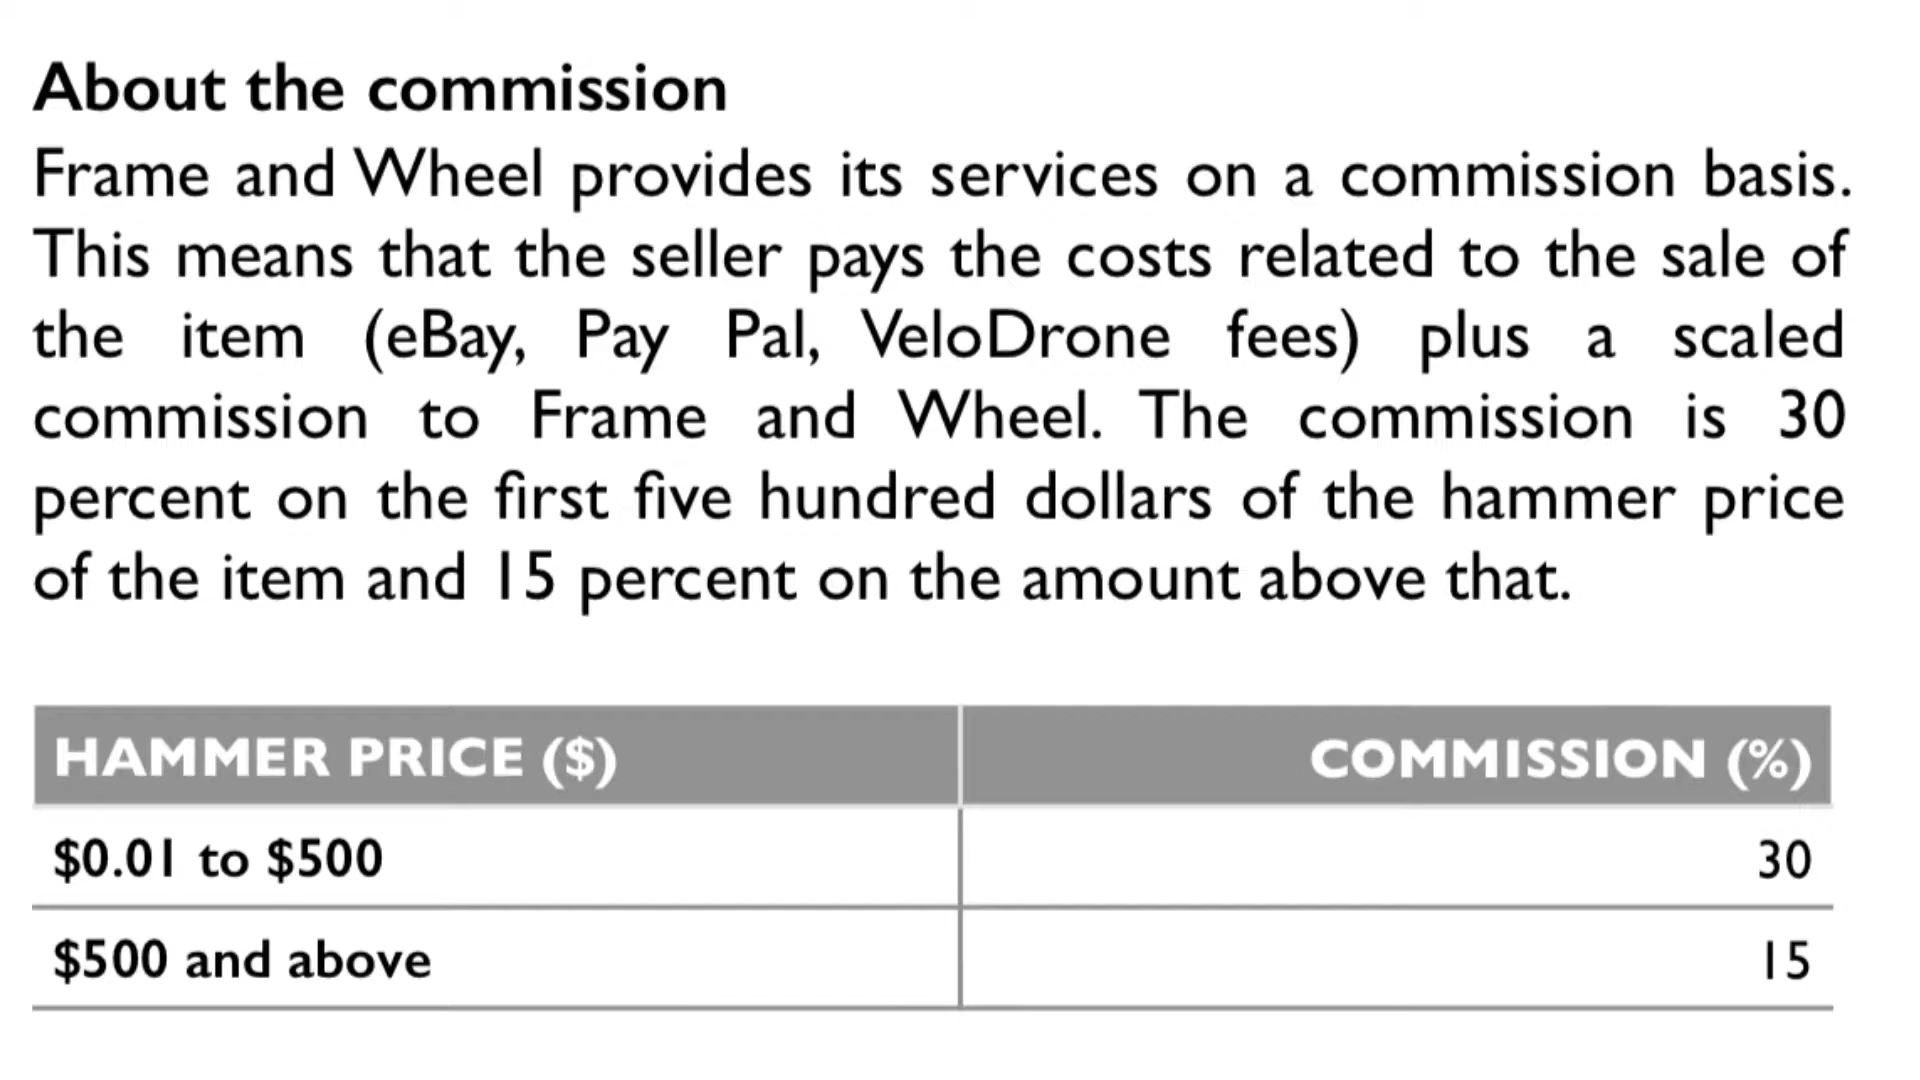 About the commission
Frame and Wheel provides its services on a commission basis.
This means that the seller pays the costs related to the sale of
the item (eBay, Pay Pal, VeloDrone fees) plus a scaled
commission to Frame and Wheel. The commission is 30
percent on the first five hundred dollars of the hammer price
of the item and 15 percent on the amount above that.
HAMMER PRICE ($) COMMISSION (%)
$0.01 to $500 30
$500 and above 15